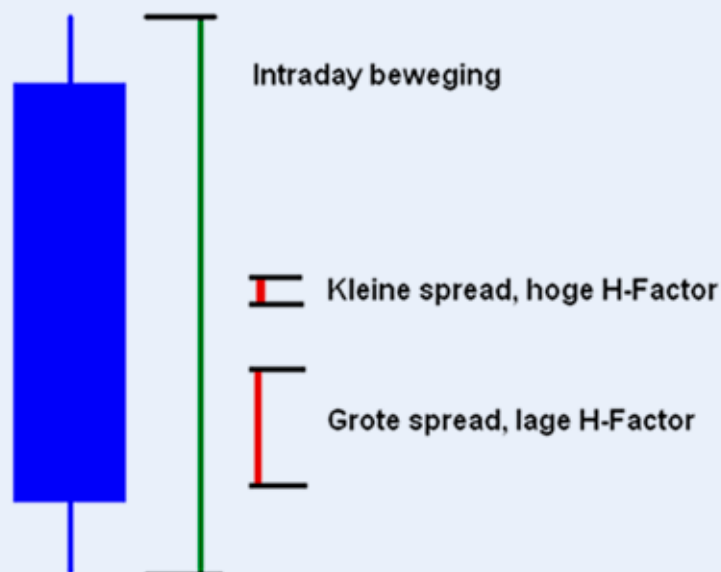 Intraday beweging
Kleine spread, hoge H-Factor
Grote spread, lage H-Factor